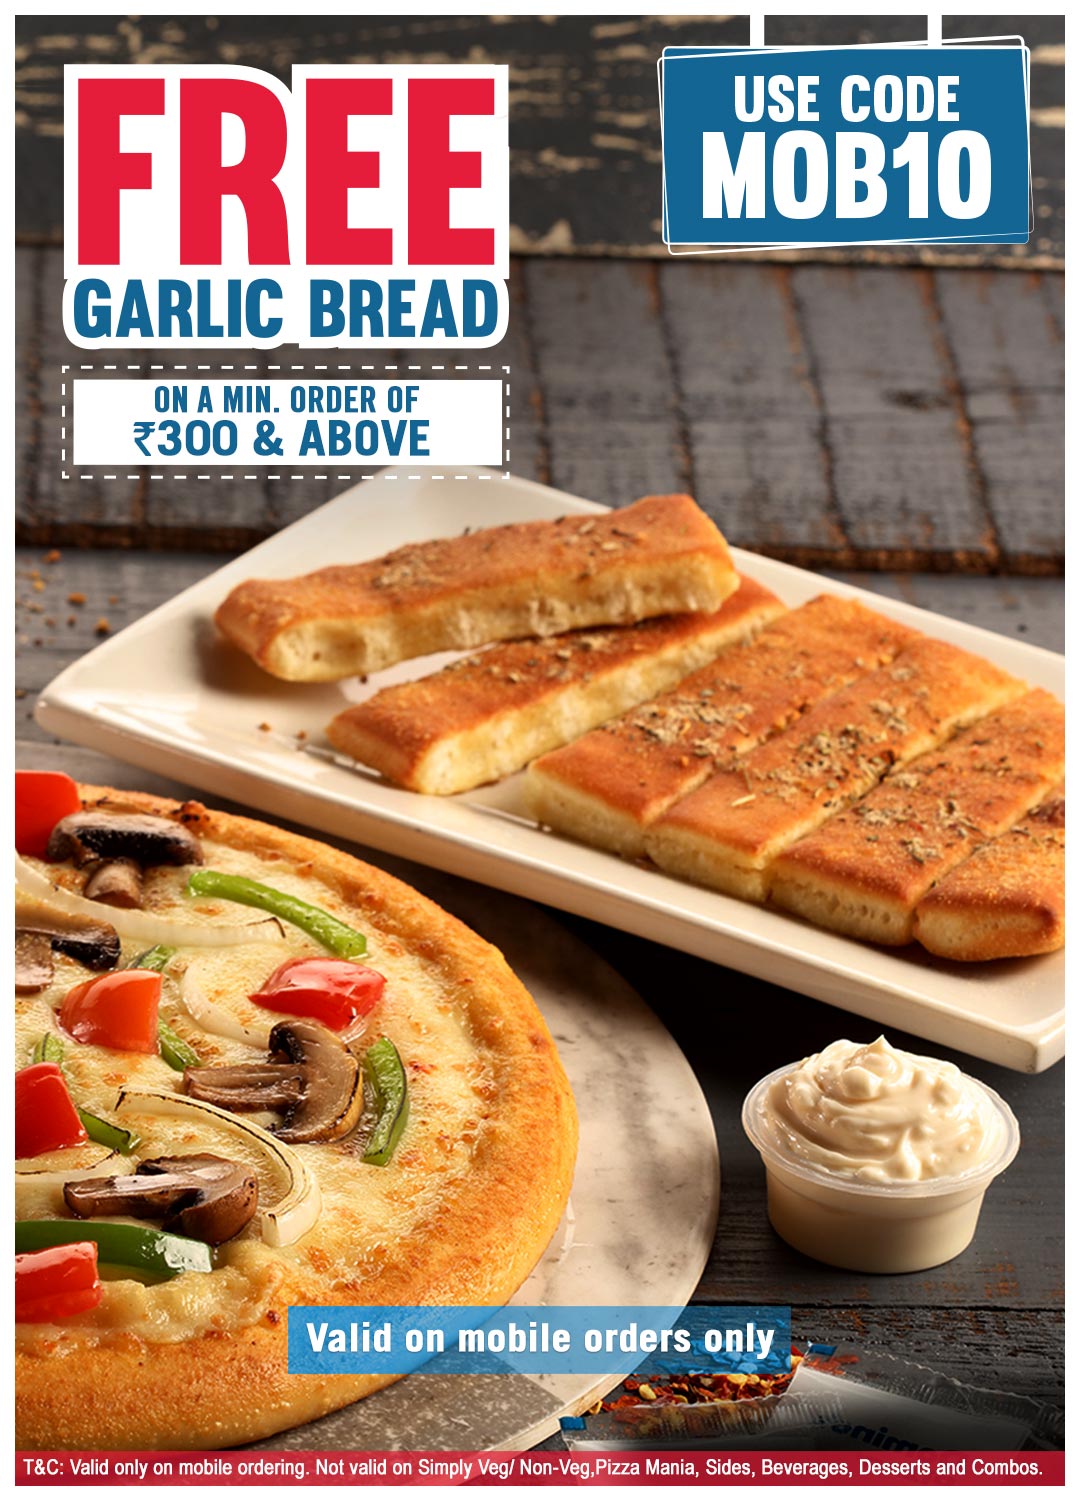 FREE
GARLIC BREAD
ON A MIN. ORDER OF
₹300 & ABOVE
USE CODE
MOB10
Valid on mobile orders only
T&C: Valid only on mobile ordering. Not valid on Simply Veg/ Non-Veg,Pizza Mania, Sides, Beverages, Desserts and Combos.